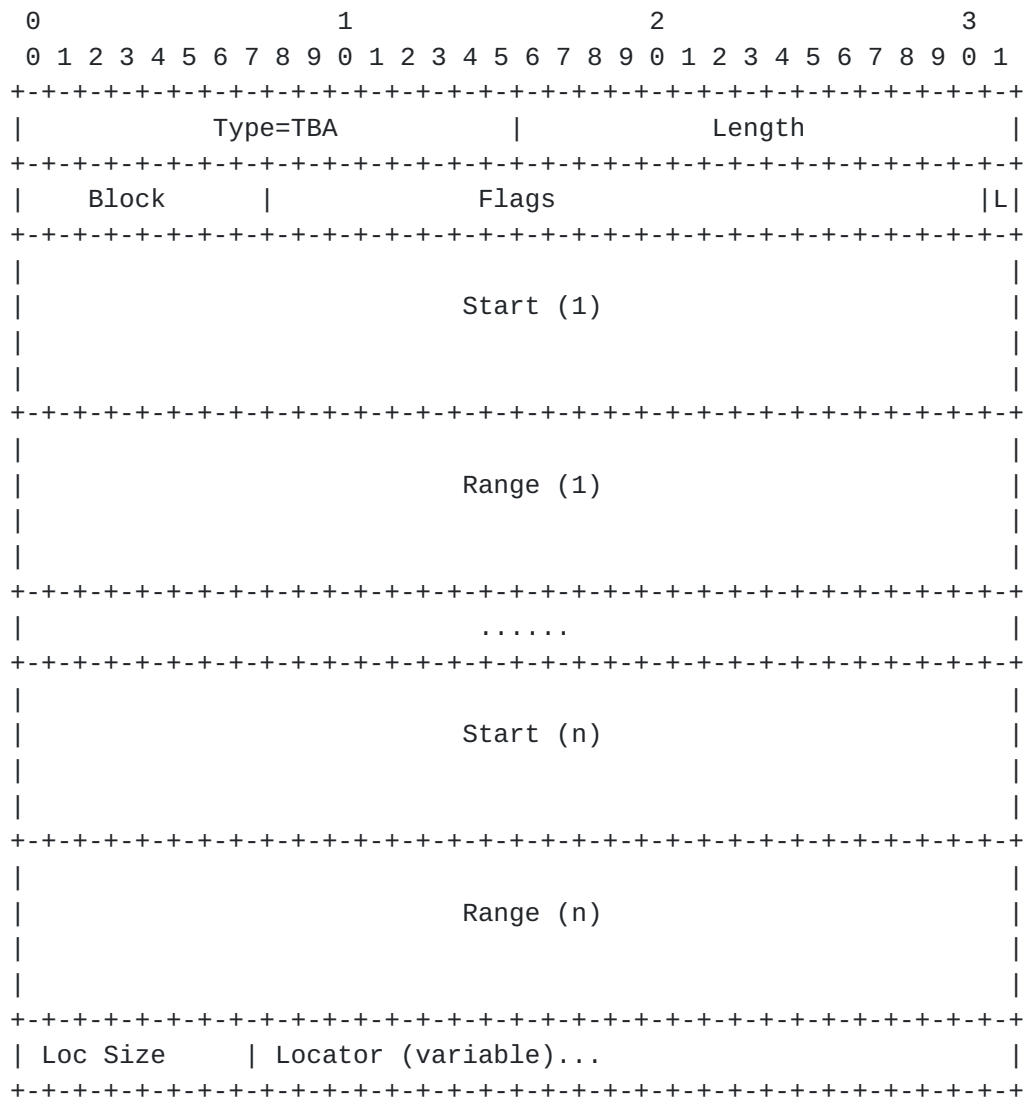 0                   1                   2                   3
 0 1 2 3 4 5 6 7 8 9 0 1 2 3 4 5 6 7 8 9 0 1 2 3 4 5 6 7 8 9 0 1
+-+-+-+-+-+-+-+-+-+-+-+-+-+-+-+-+-+-+-+-+-+-+-+-+-+-+-+-+-+-+-+-+
|            Type=TBA           |            Length             |
+-+-+-+-+-+-+-+-+-+-+-+-+-+-+-+-+-+-+-+-+-+-+-+-+-+-+-+-+-+-+-+-+
|    Block      |             Flags                           |L|
+-+-+-+-+-+-+-+-+-+-+-+-+-+-+-+-+-+-+-+-+-+-+-+-+-+-+-+-+-+-+-+-+
|                                                               |
|                            Start (1)                          |
|                                                               |
|                                                               |
+-+-+-+-+-+-+-+-+-+-+-+-+-+-+-+-+-+-+-+-+-+-+-+-+-+-+-+-+-+-+-+-+
|                                                               |
|                            Range (1)                          |
|                                                               |
|                                                               |
+-+-+-+-+-+-+-+-+-+-+-+-+-+-+-+-+-+-+-+-+-+-+-+-+-+-+-+-+-+-+-+-+
|                             ......                            |
+-+-+-+-+-+-+-+-+-+-+-+-+-+-+-+-+-+-+-+-+-+-+-+-+-+-+-+-+-+-+-+-+
|                                                               |
|                            Start (n)                          |
|                                                               |
|                                                               |
+-+-+-+-+-+-+-+-+-+-+-+-+-+-+-+-+-+-+-+-+-+-+-+-+-+-+-+-+-+-+-+-+
|                                                               |
|                            Range (n)                          |
|                                                               |
|                                                               |
+-+-+-+-+-+-+-+-+-+-+-+-+-+-+-+-+-+-+-+-+-+-+-+-+-+-+-+-+-+-+-+-+
| Loc Size     | Locator (variable)...                          |
+-+-+-+-+-+-+-+-+-+-+-+-+-+-+-+-+-+-+-+-+-+-+-+-+-+-+-+-+-+-+-+-+